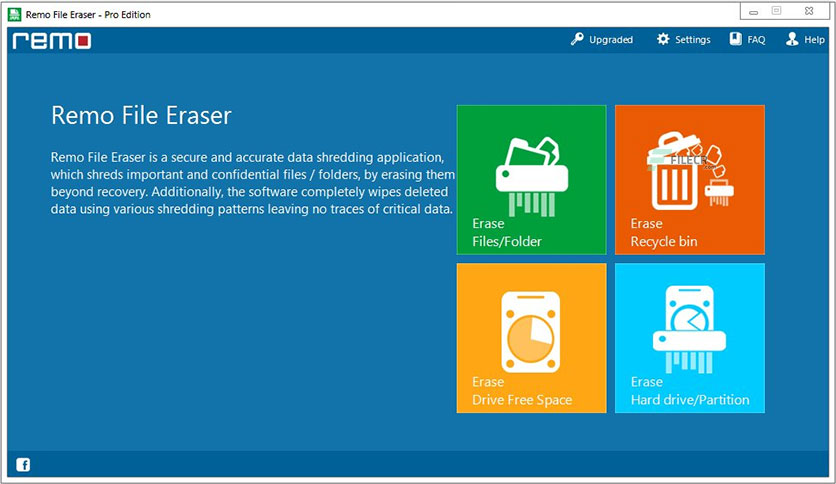 Remo File Eraser - Pro Edition
remo
Upgraded
Settings
FAQ
Help
Remo File Eraser
Remo File Eraser is a secure and accurate data shredding application,
which shreds important and confidential files / folders, by erasing them
beyond recovery. Additionally, the software completely wipes deleted
data using various shredding patterns leaving no traces of critical data.
Erase
Files/Folder
FILECR
Erase
Recycle bin
Erase
Drive Free Space
Erase
Hard drive/Partition
f